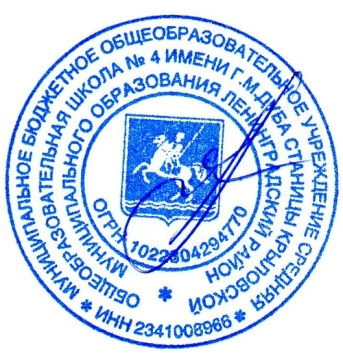 МУНИЦИПАЛЬНОЕ БЮДЖЕТНОЕ ОБЩЕОБРАЗОВАТЕЛЬНОЕ УЧРЕЖДЕНИЕ СРЕДНЯЯ
ОБЩЕОБРАЗОВАТЕЛЬНАЯ ШКОЛА № 4 ИМЕНИ Г.М.ДУБА СТАНИЦЫ КРЫЛОВСКОЙ
МУНИЦИПАЛЬНОГО ОБРАЗОВАНИЯ ЛЕНИНГРАДСКИЙ РАЙОН
ОГРН 1022304294770
* ИНН 2341008966 *